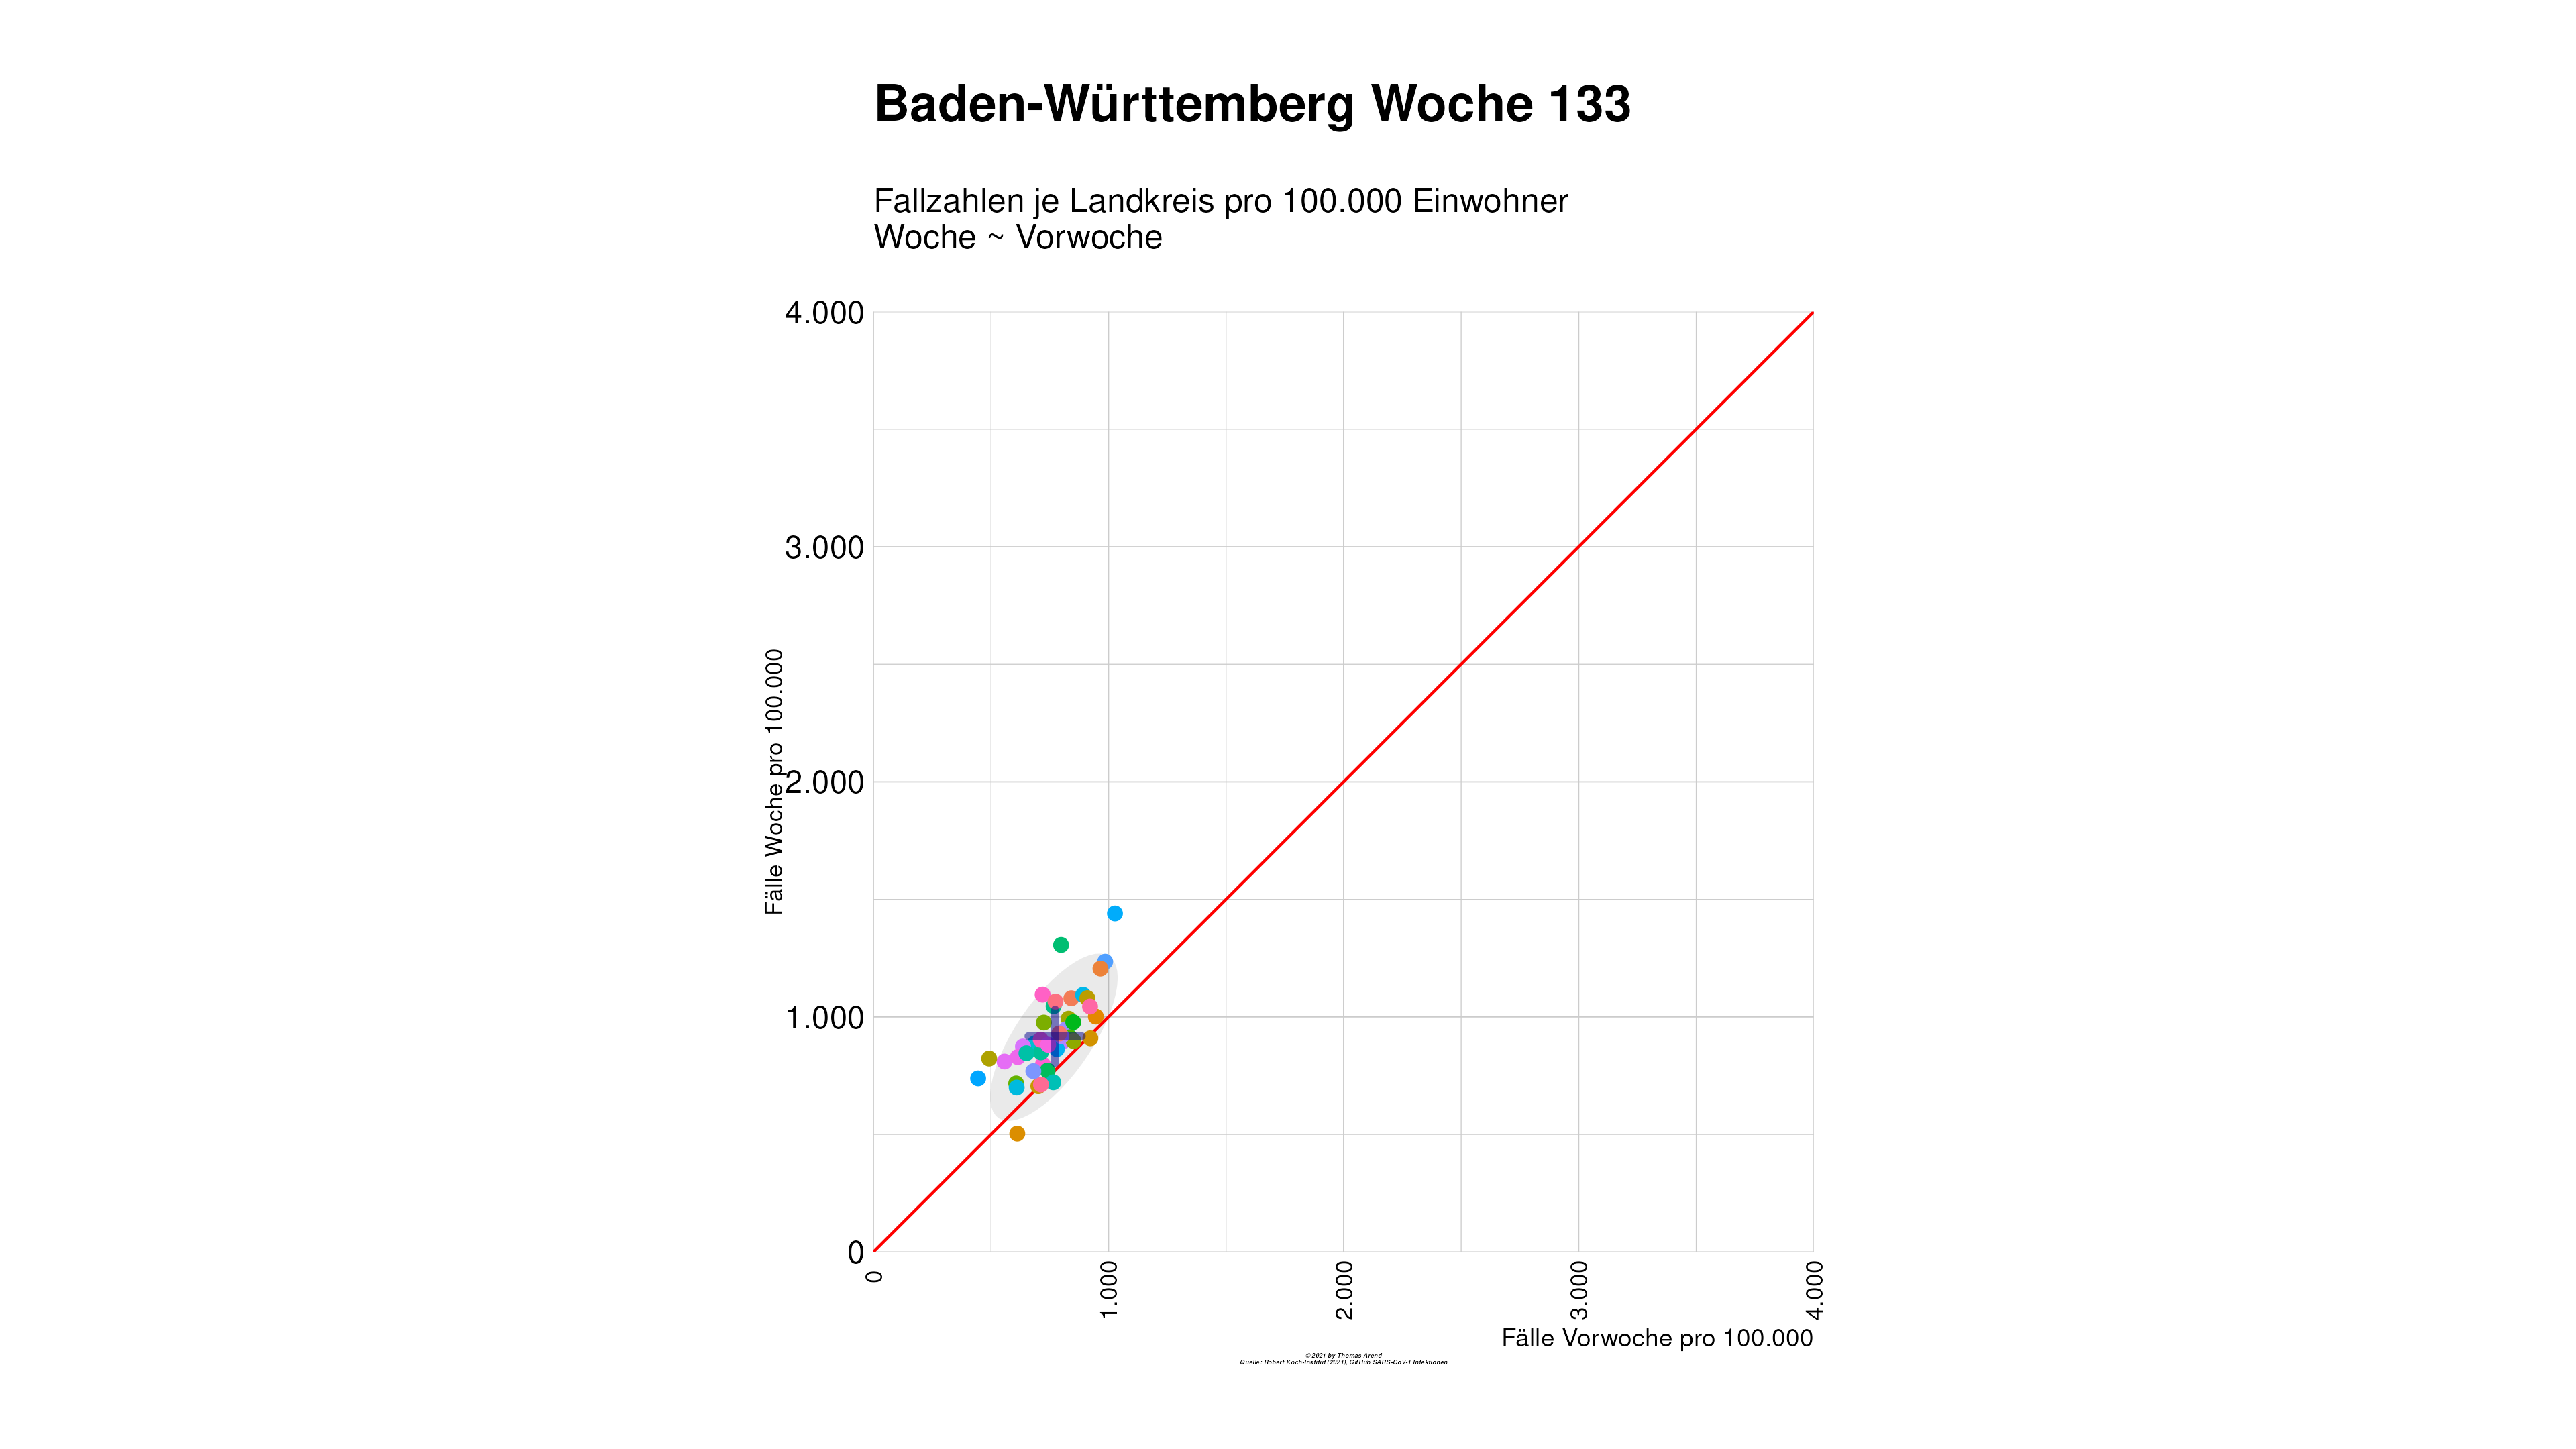 Baden-Württemberg Woche 133
Fallzahlen je Landkreis pro 100.000 Einwohner
Woche ~ Vorwoche
4.000
3.000
2.000
1.000
0
Fälle Woche pro 100.000
0
1.000
2.000
3.000
4.000
Fälle Vorwoche pro 100.000
© 2021 by Thomas Arend
Quelle: Robert Koch-Institut (2021), GitHub SARS-CoV-1 Infektionen